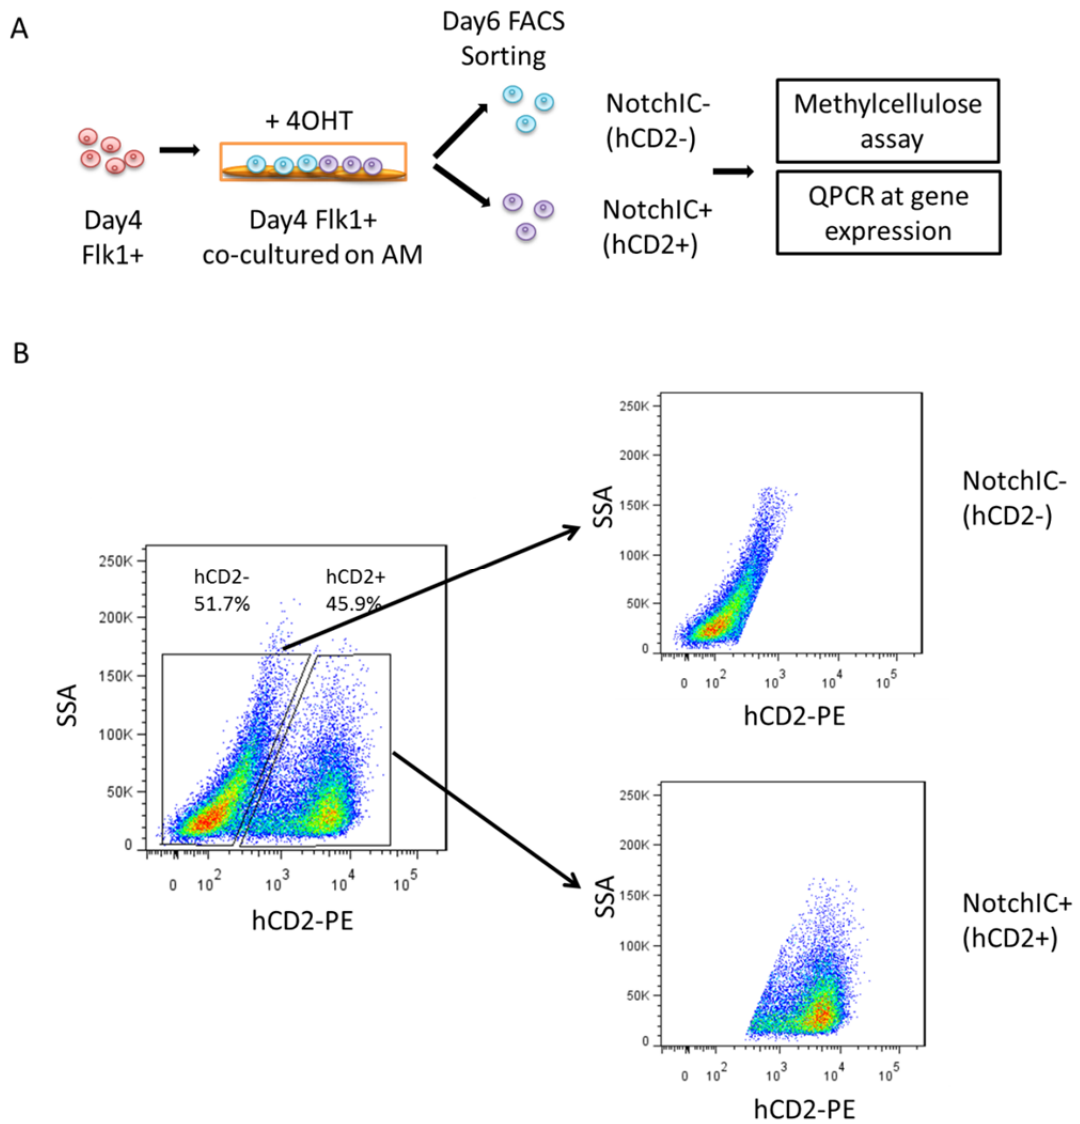 A
Day6 FACS
Sorting
+ 4OHT
NotchIC-
(hCD2-)
Methylcellulose
assay
Day4
Flk1+
Day4 Flk1+
co-cultured on AM
NotchIC+
(hCD2+)
QPCR at gene
expression
B
250K
200K
150K
100K
50K
0
SSA
hCD2-
51.7%
hCD2+
45.9%
0 10² 10³ 10⁴ 10⁵
hCD2-PE
250K
200K
150K
100K
50K
0
SSA
0 10² 10³ 10⁴ 10⁵
hCD2-PE
NotchIC-
(hCD2-)
250K
200K
150K
100K
50K
0
SSA
0 10² 10³ 10⁴ 10⁵
hCD2-PE
NotchIC+
(hCD2+)